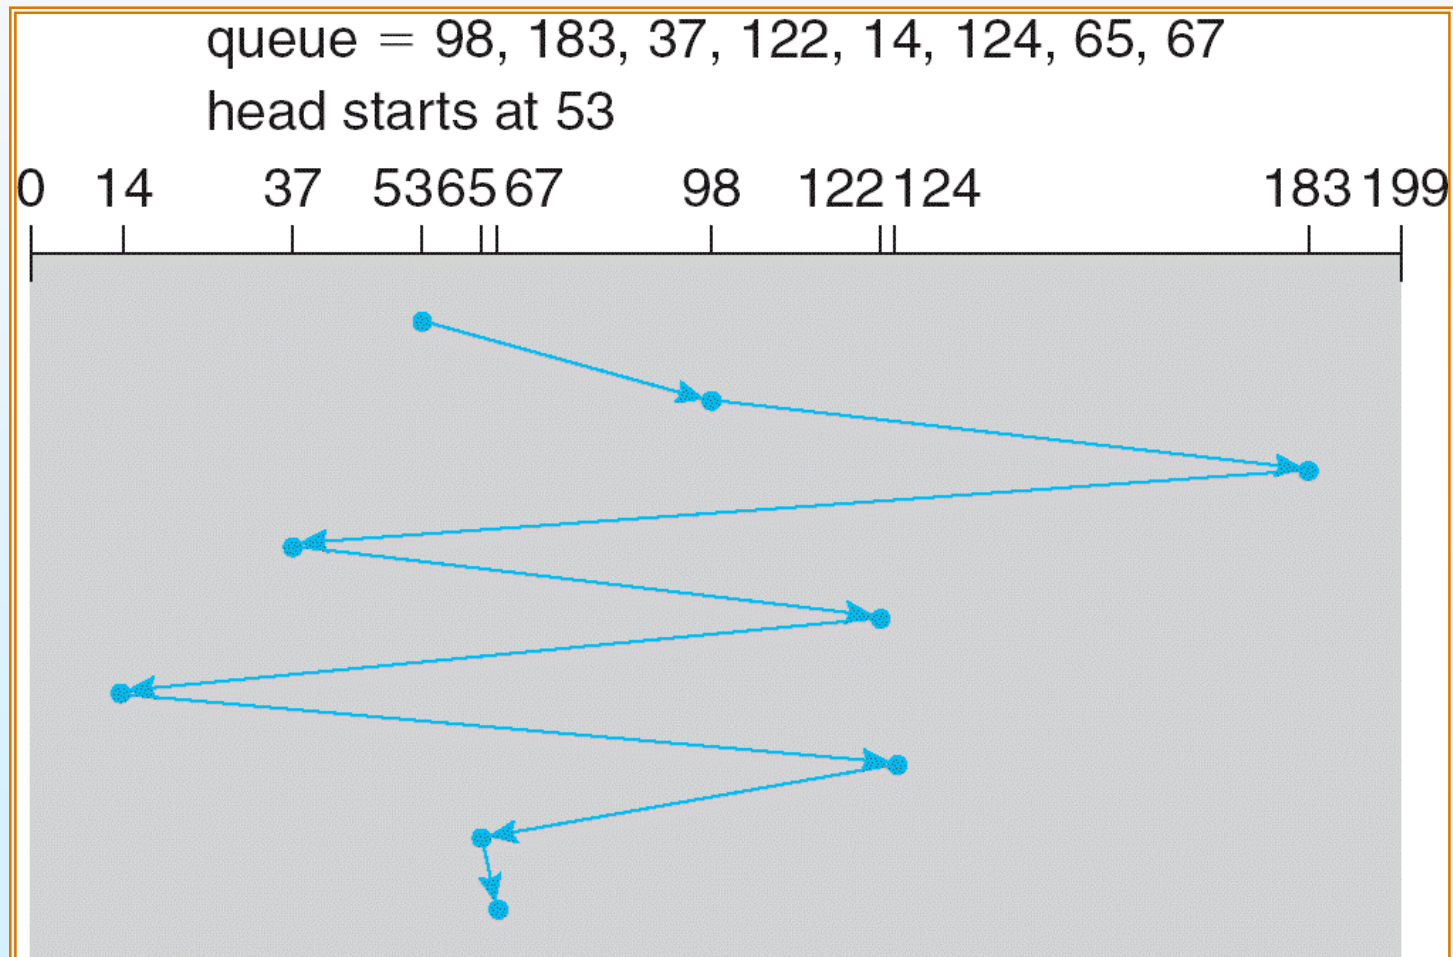 queue = 98, 183, 37, 122, 14, 124, 65, 67
head starts at 53
0 14 37 53 65 67 98 122 124 183 199